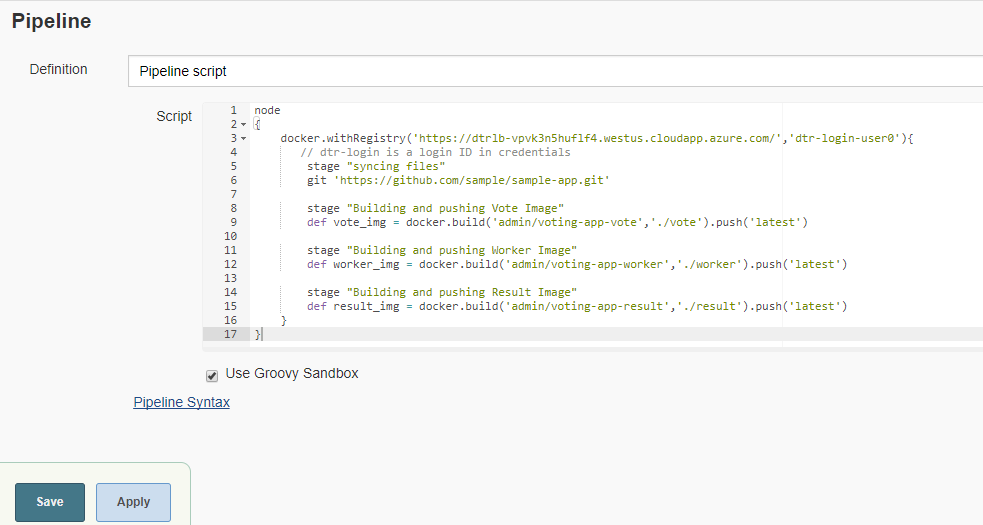 Pipeline
Definition
Pipeline script
Script
1 node
2 {
3 docker.withRegistry('https://dtrlb-vpvk3n5huflf4.westus.cloudapp.azure.com/','dtr-login-user0'){
4 // dtr-login is a login ID in credentials
5 stage "syncing files"
6 git 'https://github.com/sample/sample-app.git'
7
8 stage "Building and pushing Vote Image"
9 def vote_img = docker.build('admin/voting-app-vote','./vote').push('latest')
10
11 stage "Building and pushing Worker Image"
12 def worker_img = docker.build('admin/voting-app-worker','./worker').push('latest')
13
14 stage "Building and pushing Result Image"
15 def result_img = docker.build('admin/voting-app-result','./result').push('latest')
16 }
17 }
Use Groovy Sandbox
Pipeline Syntax
Save Apply